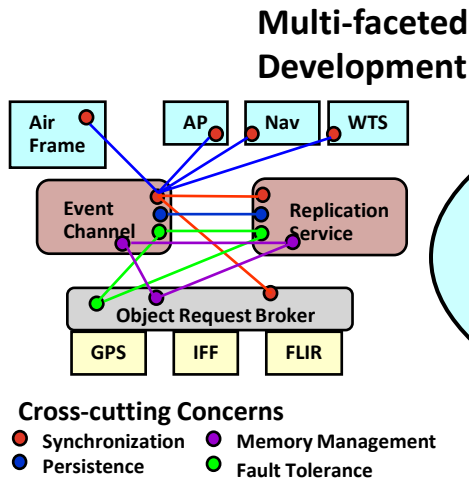 Multi-faceted
Development
Air
Frame
AP
Nav
WTS
Event
Channel
Replication
Service
Object Request Broker
GPS
IFF
FLIR
Cross-cutting Concerns
Synchronization
Memory Management
Persistence
Fault Tolerance